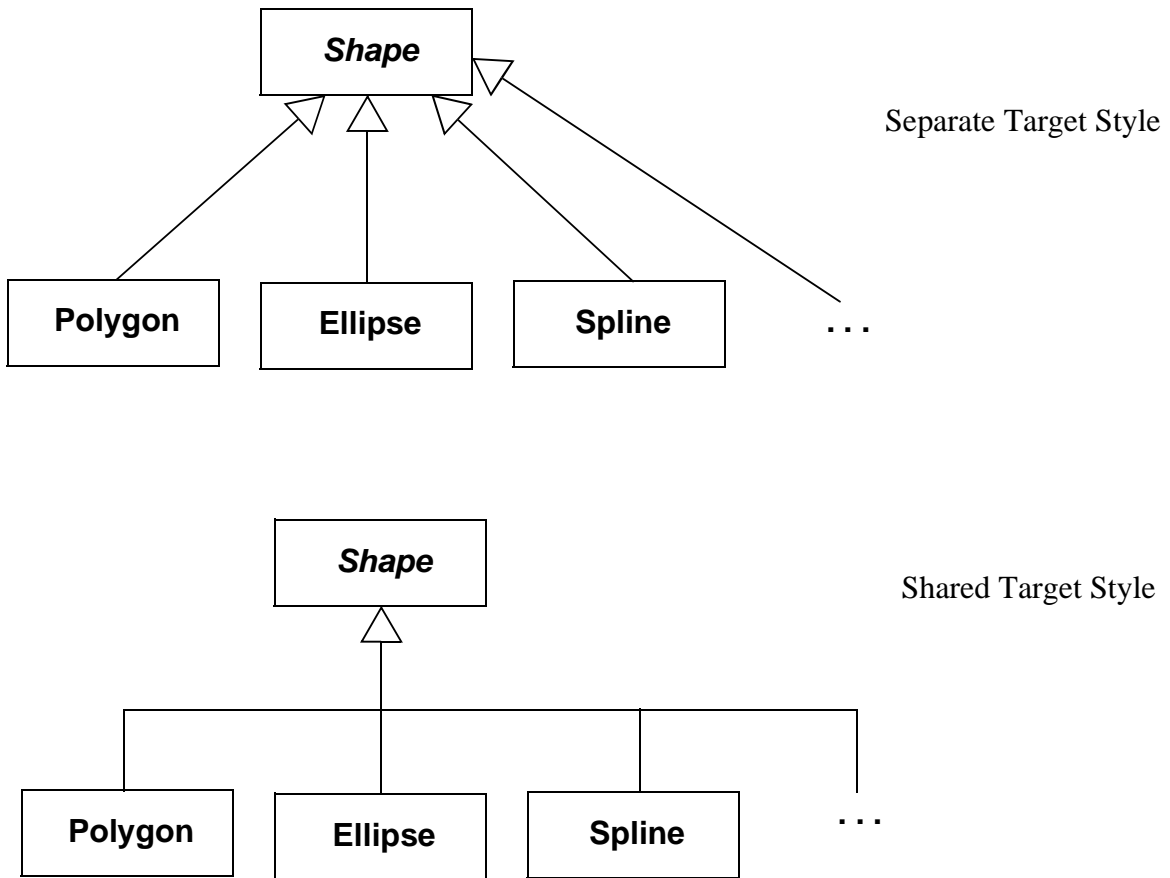 Shape
Separate Target Style
Polygon
Ellipse
Spline
. . .
Shape
Shared Target Style
Polygon
Ellipse
Spline
. . .